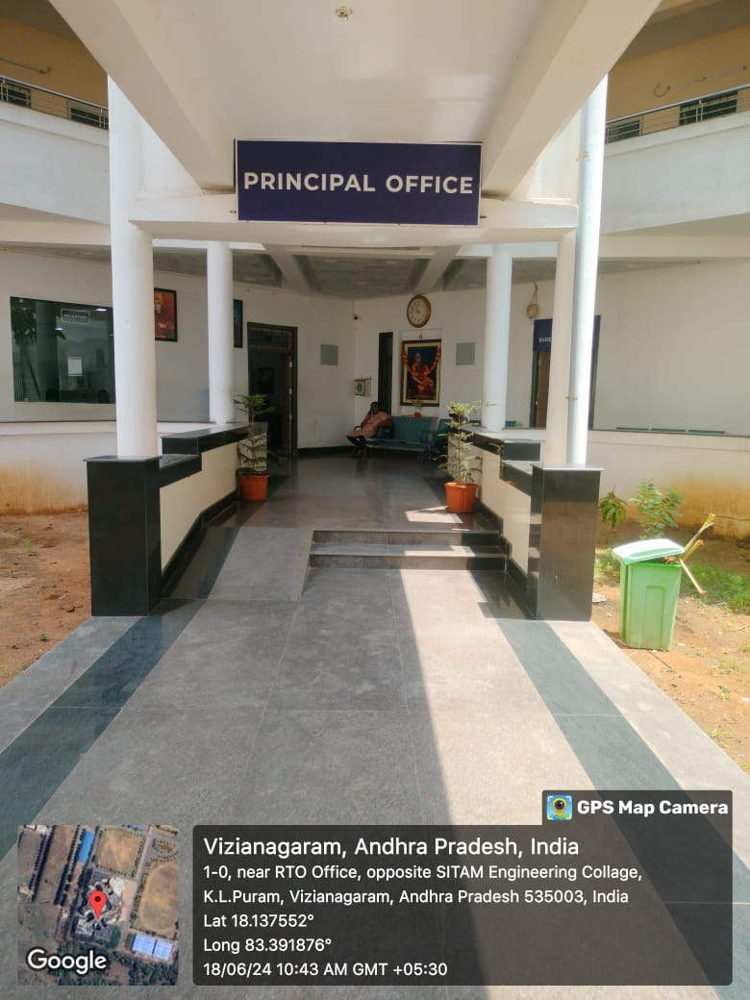 PRINCIPAL OFFICE
RECEPTION
GPS Map Camera
Vizianagaram, Andhra Pradesh, India
1-0, near RTO Office, opposite SITAM Engineering Collage,
K.L.Puram, Vizianagaram, Andhra Pradesh 535003, India
Lat 18.137552°
Long 83.391876°
18/06/24 10:43 AM GMT +05:30
Google